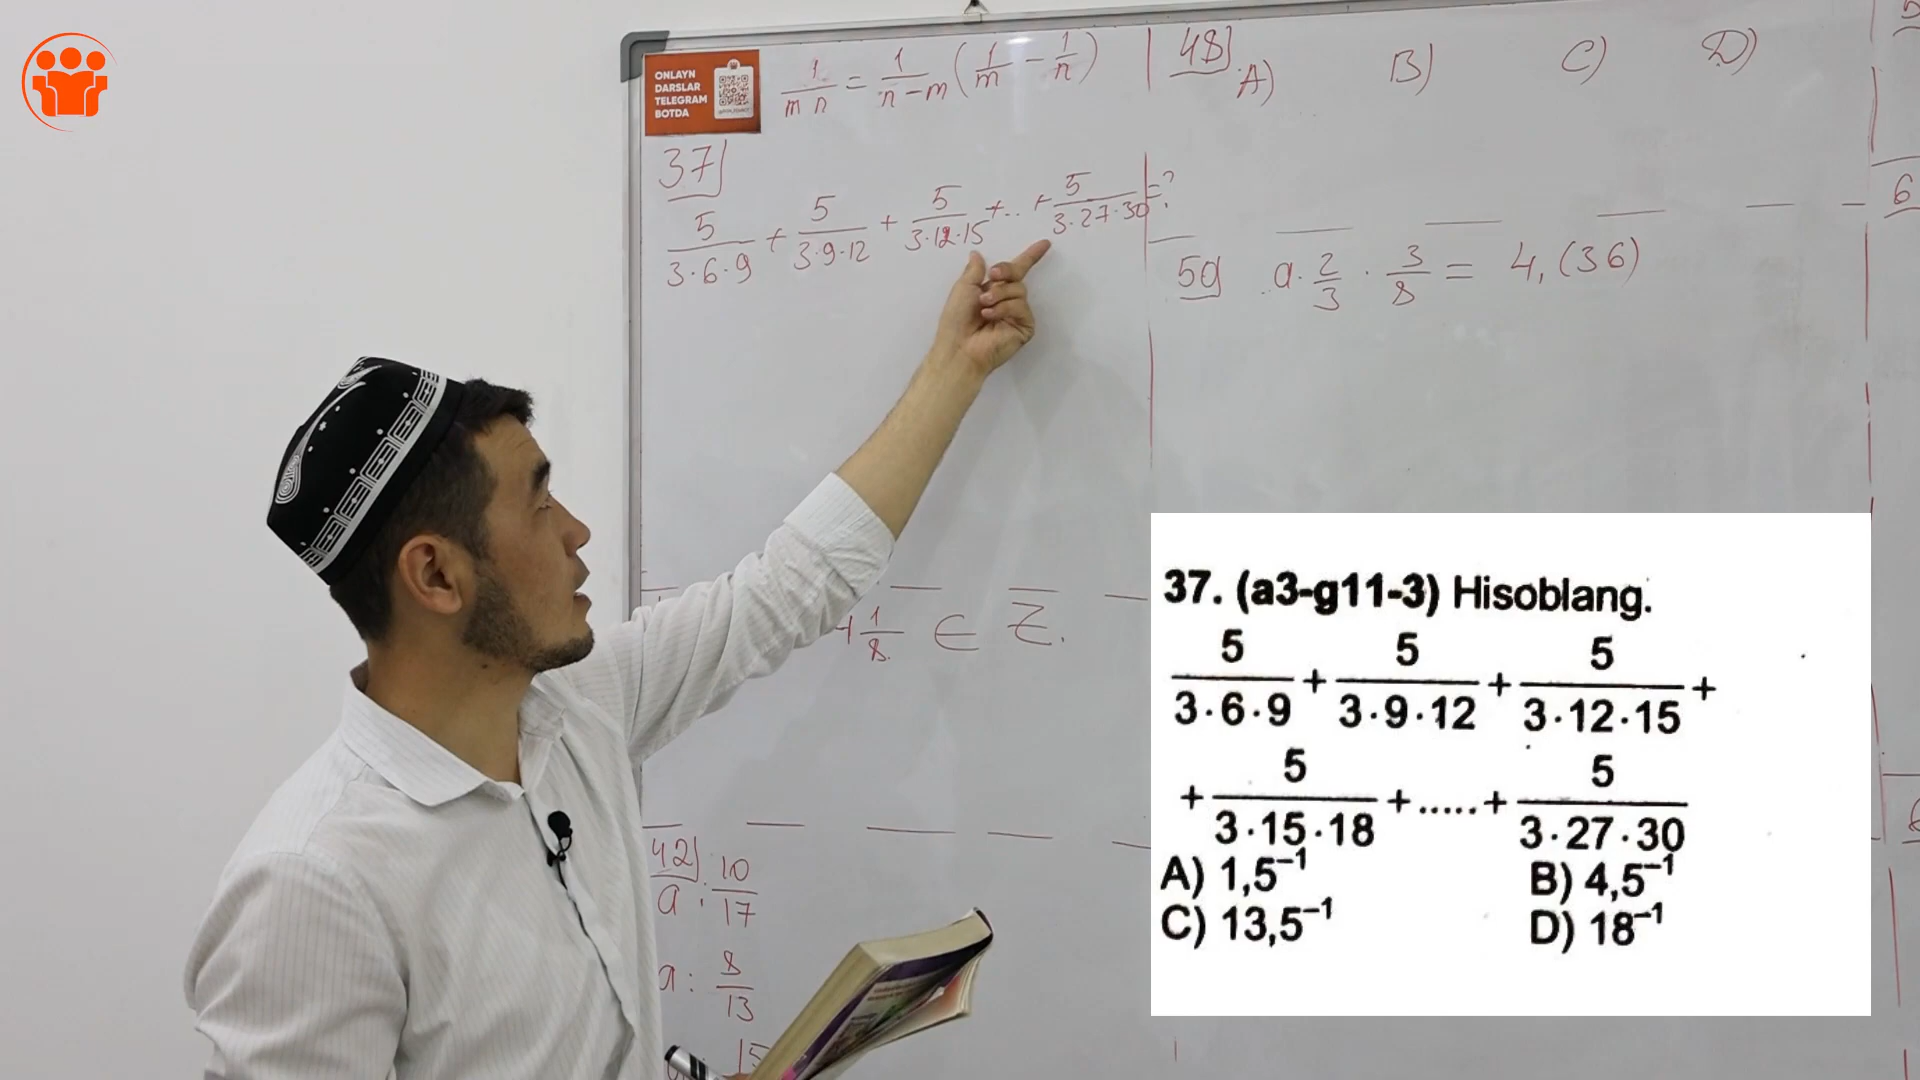 ONLAYN
DARSLAR
TELEGRAM
BOTDA
1/(m n) = 1/(n-m) (1/m - 1/n)
48) A) B) C) D)
37)
5/(3·6·9) + 5/(3·9·12) + 5/(3·12·15) +..+ 5/(3·27·30) = ?
50) a · 2/3 · 3/8 = 4,(36)
6
1/8 ∈ Z.
42) a : 10/17
a : 8/13
15
37. (a3-g11-3) Hisoblang.
5/(3·6·9) + 5/(3·9·12) + 5/(3·12·15) +
+ 5/(3·15·18) +.....+ 5/(3·27·30)
A) 1,5⁻¹ B) 4,5⁻¹
C) 13,5⁻¹ D) 18⁻¹